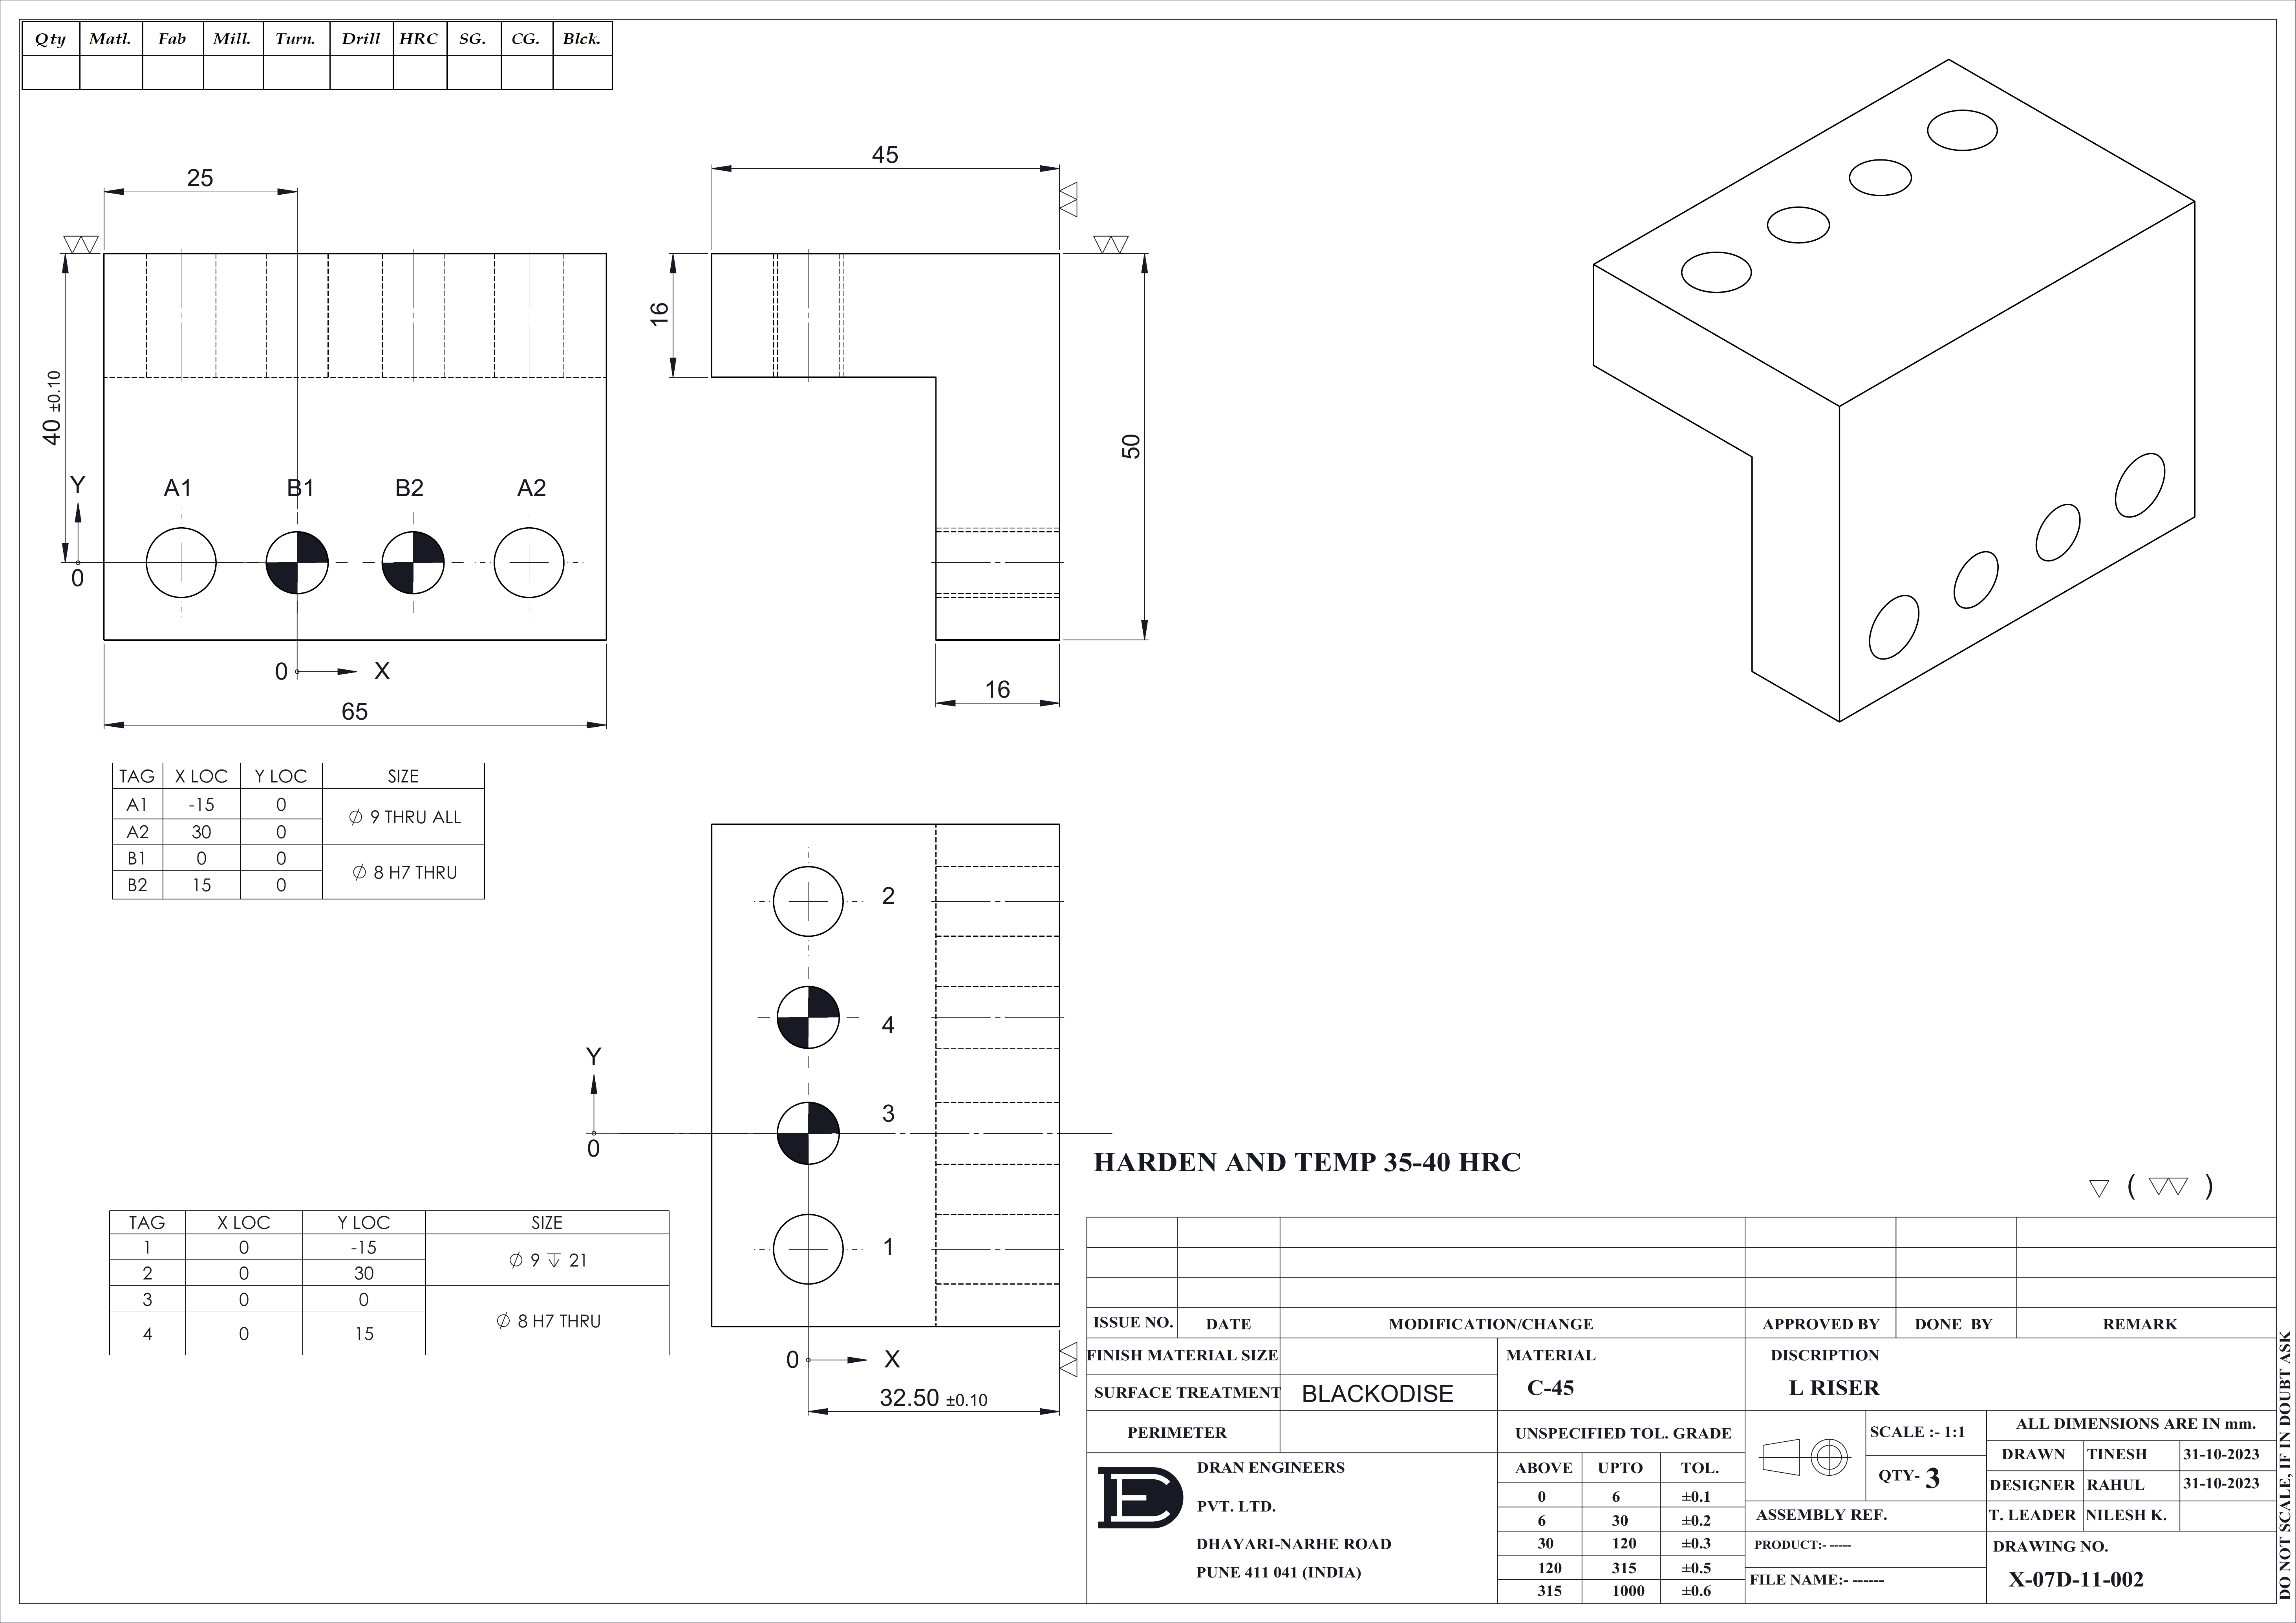 Qty Matl. Fab Mill. Turn. Drill HRC SG. CG. Blck.
25
45
16
40 ±0.10
50
Y
A1 B1 B2 A2
0
0 X
16
65
TAG X LOC Y LOC SIZE
A1 -15 0 ∅ 9 THRU ALL
A2 30 0
B1 0 0 ∅ 8 H7 THRU
B2 15 0
2
4
Y
3
0
1
0 X
32.50 ±0.10
TAG X LOC Y LOC SIZE
1 0 -15 ∅ 9 ↧ 21
2 0 30
3 0 0 ∅ 8 H7 THRU
4 0 15
HARDEN AND TEMP 35-40 HRC
( )
ISSUE NO. DATE MODIFICATION/CHANGE APPROVED BY DONE BY REMARK
FINISH MATERIAL SIZE
SURFACE TREATMENT BLACKODISE
PERIMETER
MATERIAL
C-45
DISCRIPTION
L RISER
UNSPECIFIED TOL. GRADE
ABOVE UPTO TOL.
0 6 ±0.1
6 30 ±0.2
30 120 ±0.3
120 315 ±0.5
315 1000 ±0.6
DRAN ENGINEERS
PVT. LTD.
DHAYARI-NARHE ROAD
PUNE 411 041 (INDIA)
SCALE :- 1:1
QTY- 3
ALL DIMENSIONS ARE IN mm.
DRAWN TINESH 31-10-2023
DESIGNER RAHUL 31-10-2023
T. LEADER NILESH K.
ASSEMBLY REF.
PRODUCT:- -----
FILE NAME:- ------
DRAWING NO.
X-07D-11-002
DO NOT SCALE, IF IN DOUBT ASK